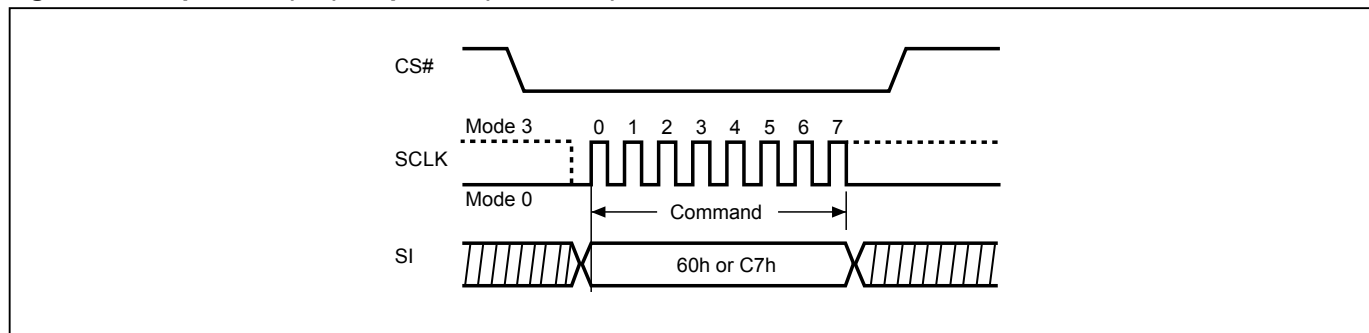 CS#
Mode 3
0 1 2 3 4 5 6 7
SCLK
Mode 0
Command
SI
60h or C7h